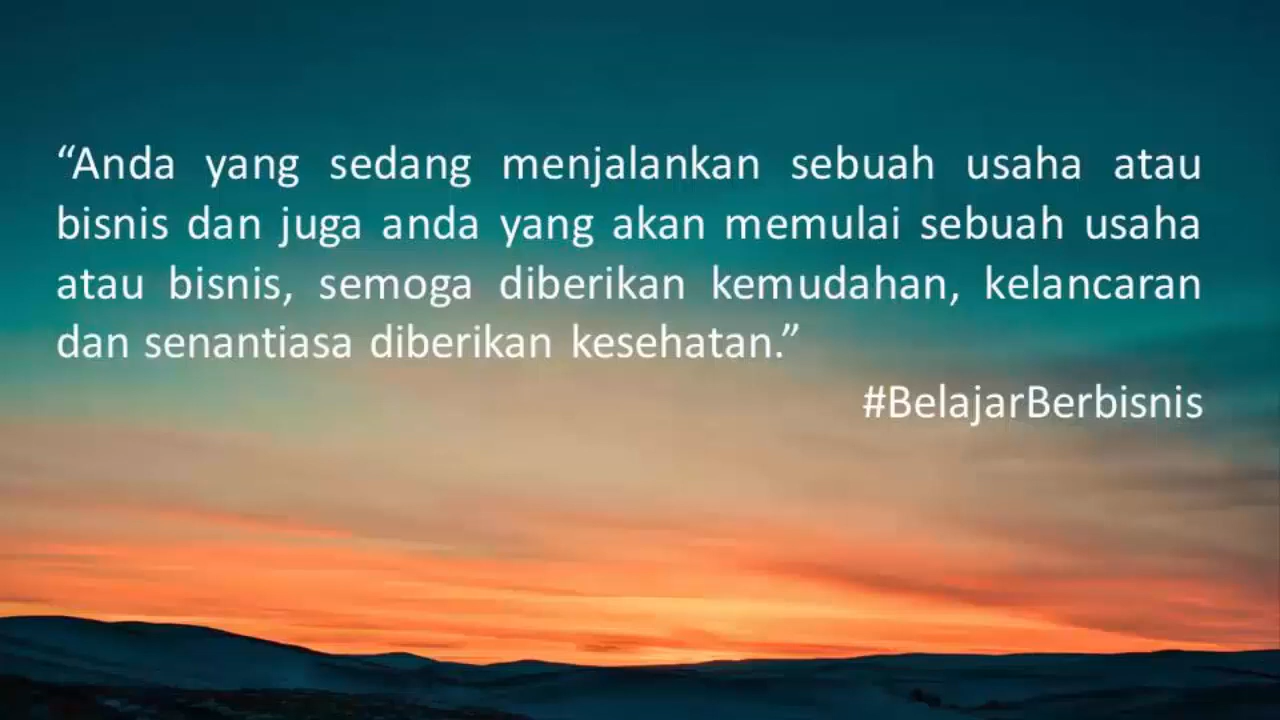 “Anda yang sedang menjalankan sebuah usaha atau
bisnis dan juga anda yang akan memulai sebuah usaha
atau bisnis, semoga diberikan kemudahan, kelancaran
dan senantiasa diberikan kesehatan.”
#BelajarBerbisnis